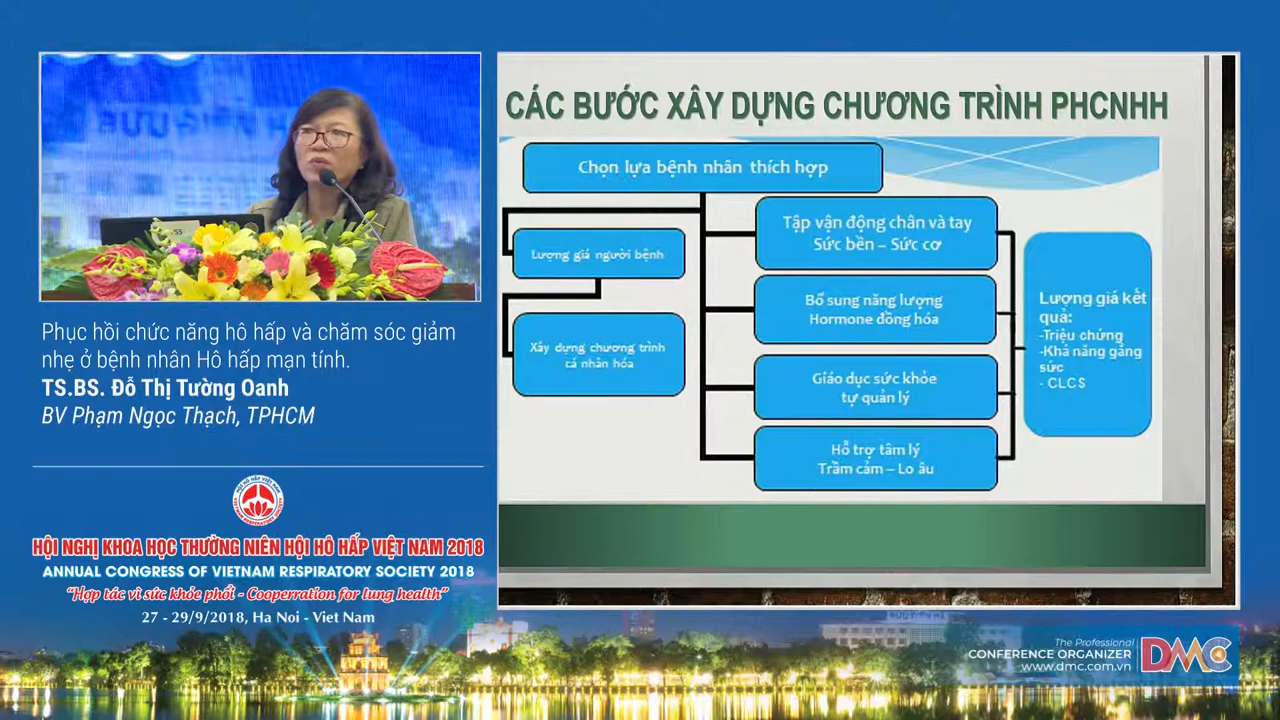 Phục hồi chức năng hô hấp và chăm sóc giảm
nhẹ ở bệnh nhân Hô hấp mạn tính.
TS.BS. Đỗ Thị Tường Oanh
BV Phạm Ngọc Thạch, TPHCM
HỘI NGHỊ KHOA HỌC THƯỜNG NIÊN HỘI HÔ HẤP VIỆT NAM 2018
ANNUAL CONGRESS OF VIETNAM RESPIRATORY SOCIETY 2018
“Hợp tác vì sức khỏe phổi - Cooperration for lung health”
27 - 29/9/2018, Ha Noi - Viet Nam
CÁC BƯỚC XÂY DỰNG CHƯƠNG TRÌNH PHCNHH
Chọn lựa bệnh nhân thích hợp
Lượng giá người bệnh
Xây dựng chương trình
cá nhân hóa
Tập vận động chân và tay
Sức bền – Sức cơ
Bổ sung năng lượng
Hormone đồng hóa
Giáo dục sức khỏe
tự quản lý
Hỗ trợ tâm lý
Trầm cảm – Lo âu
Lượng giá kết
quả:
-Triệu chứng
-Khả năng gắng
sức
- CLCS
The Professional
CONFERENCE ORGANIZER
www.dmc.com.vn
DMC